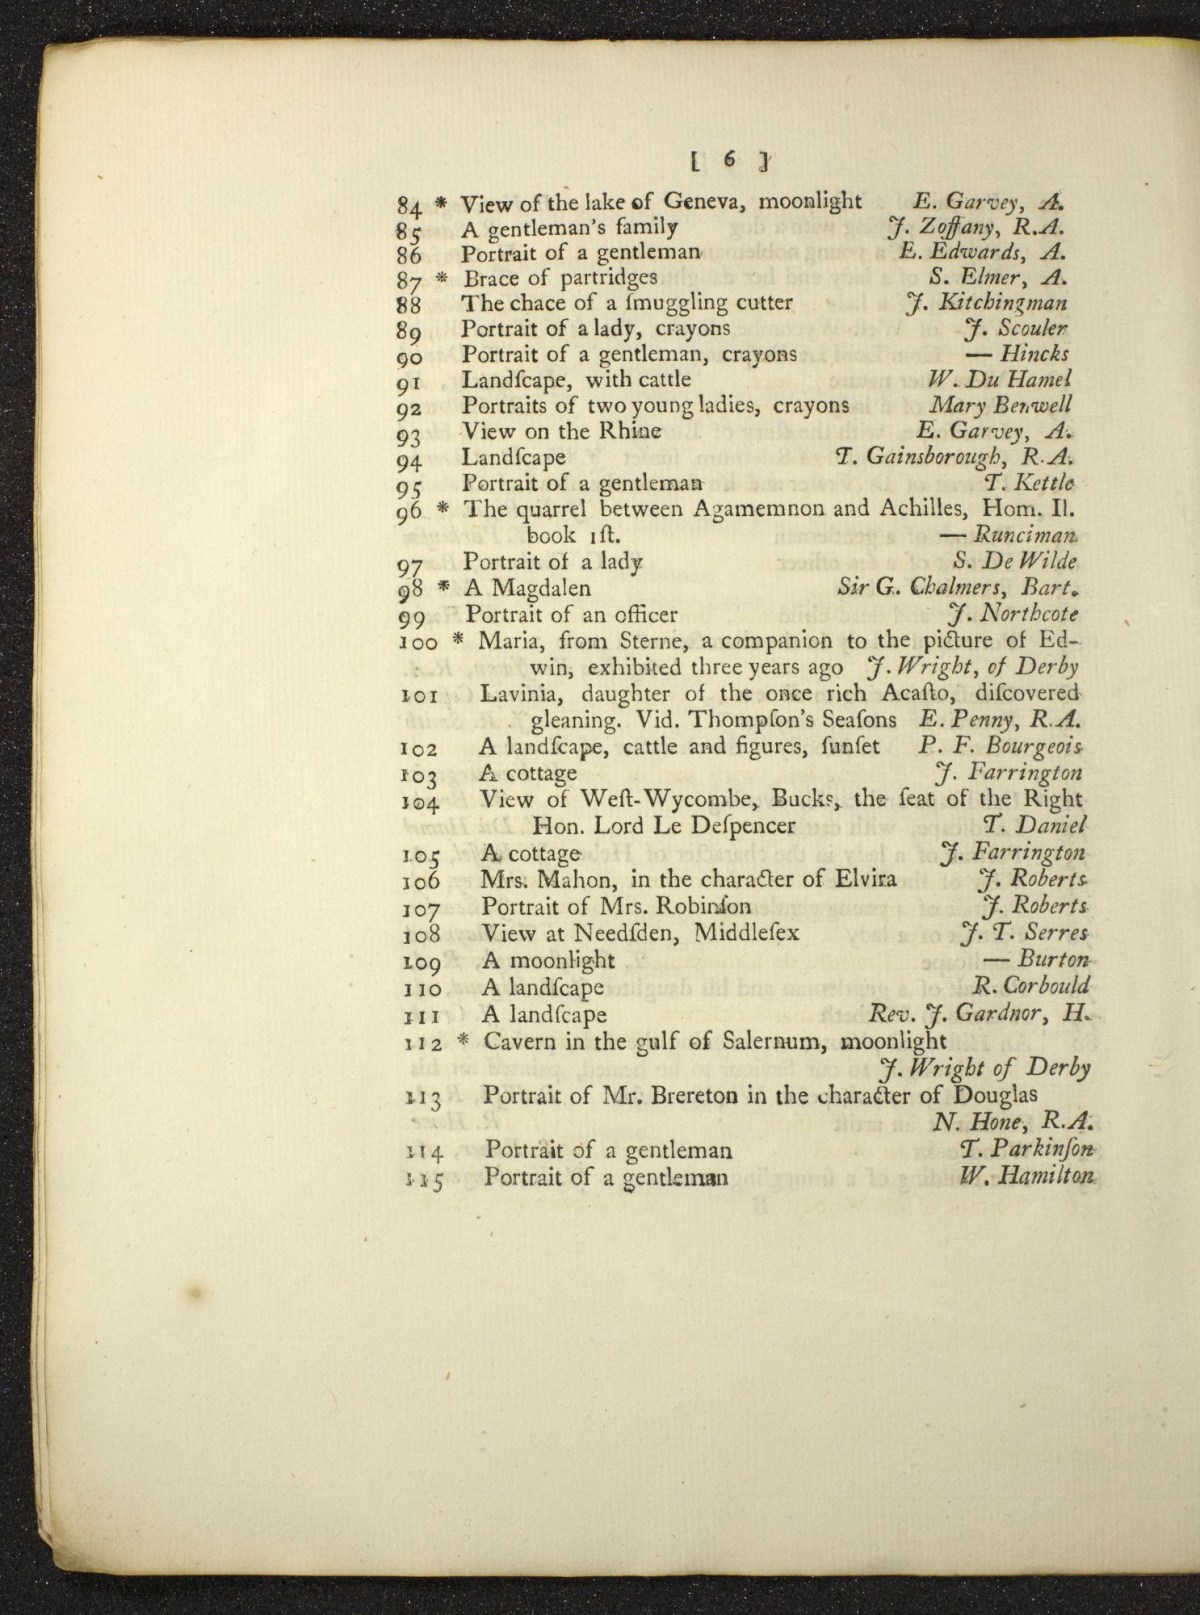 [ 6 ]
84 * View of the lake of Geneva, moonlight E. Garvey, A.
85 A gentleman's family J. Zoffany, R.A.
86 Portrait of a gentleman E. Edwards, A.
87 * Brace of partridges S. Elmer, A.
88 The chace of a ſmuggling cutter J. Kitchingman
89 Portrait of a lady, crayons J. Scouler
90 Portrait of a gentleman, crayons — Hincks
91 Landſcape, with cattle W. Du Hamel
92 Portraits of two young ladies, crayons Mary Benwell
93 View on the Rhine E. Garvey, A.
94 Landſcape T. Gainsborough, R.A.
95 Portrait of a gentleman T. Kettle
96 * The quarrel between Agamemnon and Achilles, Hom. Il.
book 1ſt. — Runciman
97 Portrait of a lady S. De Wilde
98 * A Magdalen Sir G. Chalmers, Bart.
99 Portrait of an officer J. Northcote
100 * Maria, from Sterne, a companion to the picture of Ed-
win, exhibited three years ago J. Wright, of Derby
101 Lavinia, daughter of the once rich Acaſto, diſcovered
gleaning. Vid. Thompſon's Seaſons E. Penny, R.A.
102 A landſcape, cattle and figures, ſunſet P. F. Bourgeois
103 A cottage J. Farrington
104 View of Weſt-Wycombe, Bucks, the ſeat of the Right
Hon. Lord Le Deſpencer T. Daniel
105 A cottage J. Farrington
106 Mrs. Mahon, in the character of Elvira J. Roberts
107 Portrait of Mrs. Robinſon J. Roberts
108 View at Needſden, Middleſex J. T. Serres
109 A moonlight — Burton
110 A landſcape R. Corbould
111 A landſcape Rev. J. Gardnor, H.
112 * Cavern in the gulf of Salernum, moonlight
J. Wright of Derby
113 Portrait of Mr. Brereton in the character of Douglas
N. Hone, R.A.
114 Portrait of a gentleman T. Parkinſon
115 Portrait of a gentleman W. Hamilton